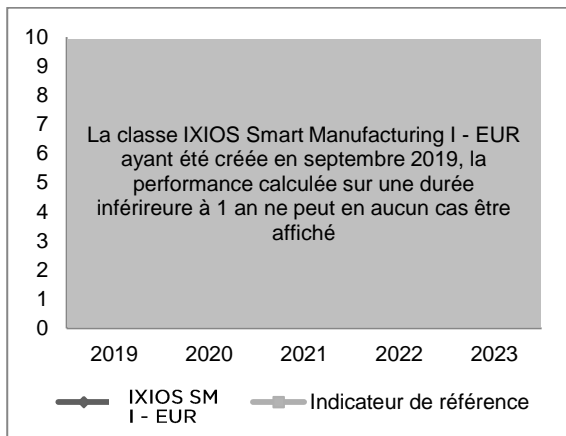 10
9
8
7
6
5
4
3
2
1
0
La classe IXIOS Smart Manufacturing I - EUR
ayant été créée en septembre 2019, la
performance calculée sur une durée
inférireure à 1 an ne peut en aucun cas être
affiché
2019 2020 2021 2022 2023
IXIOS SM
I - EUR
Indicateur de référence